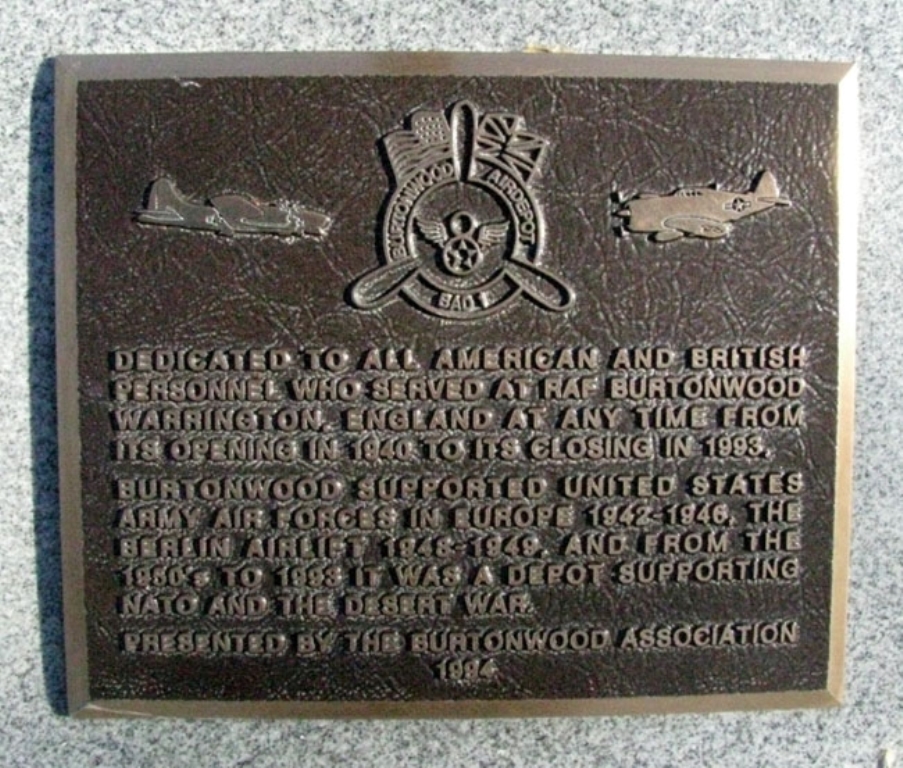 BURTONWOOD AIR DEPOT
BAD 1
DEDICATED TO ALL AMERICAN AND BRITISH
PERSONNEL WHO SERVED AT RAF BURTONWOOD
WARRINGTON, ENGLAND AT ANY TIME FROM
ITS OPENING IN 1940 TO ITS CLOSING IN 1993.
BURTONWOOD SUPPORTED UNITED STATES
ARMY AIR FORCES IN EUROPE 1942-1946, THE
BERLIN AIRLIFT 1948-1949, AND FROM THE
1950's TO 1993 IT WAS A DEPOT SUPPORTING
NATO AND THE DESERT WAR.
PRESENTED BY THE BURTONWOOD ASSOCIATION
1994